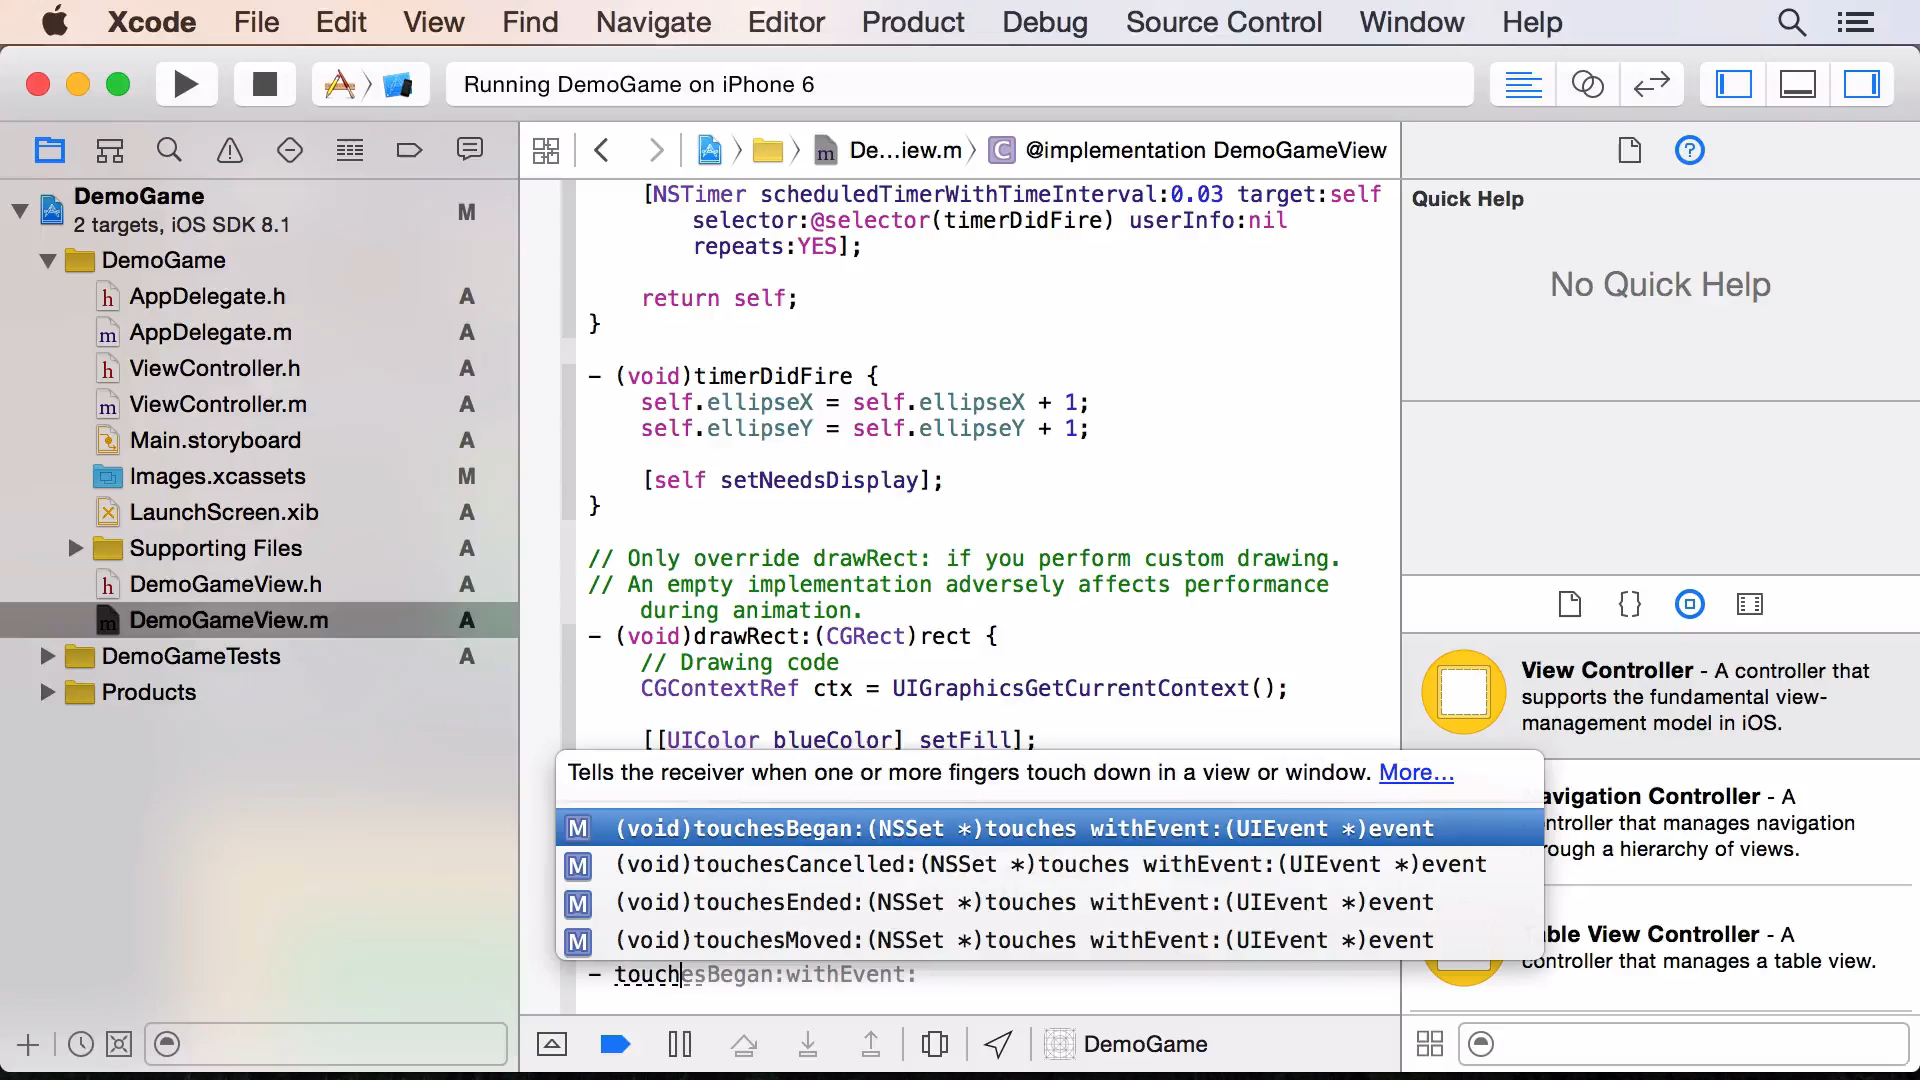 Xcode File Edit View Find Navigate Editor Product Debug Source Control Window Help
Running DemoGame on iPhone 6
De...iew.m @implementation DemoGameView
DemoGame
2 targets, iOS SDK 8.1 M
DemoGame
AppDelegate.h A
AppDelegate.m A
ViewController.h A
ViewController.m A
Main.storyboard A
Images.xcassets M
LaunchScreen.xib A
Supporting Files A
DemoGameView.h A
DemoGameView.m A
DemoGameTests A
Products
[NSTimer scheduledTimerWithTimeInterval:0.03 target:self
selector:@selector(timerDidFire) userInfo:nil
repeats:YES];
return self;
}
- (void)timerDidFire {
self.ellipseX = self.ellipseX + 1;
self.ellipseY = self.ellipseY + 1;
[self setNeedsDisplay];
}
// Only override drawRect: if you perform custom drawing.
// An empty implementation adversely affects performance
during animation.
- (void)drawRect:(CGRect)rect {
// Drawing code
CGContextRef ctx = UIGraphicsGetCurrentContext();
[[UIColor blueColor] setFill];
Tells the receiver when one or more fingers touch down in a view or window. More...
M (void)touchesBegan:(NSSet *)touches withEvent:(UIEvent *)event
M (void)touchesCancelled:(NSSet *)touches withEvent:(UIEvent *)event
M (void)touchesEnded:(NSSet *)touches withEvent:(UIEvent *)event
M (void)touchesMoved:(NSSet *)touches withEvent:(UIEvent *)event
- touchesBegan:withEvent:
DemoGame
Quick Help
No Quick Help
View Controller - A controller that
supports the fundamental view-
management model in iOS.
Controller - A
that manages navigation
a hierarchy of views.
View Controller - A
controller that manages a table view.